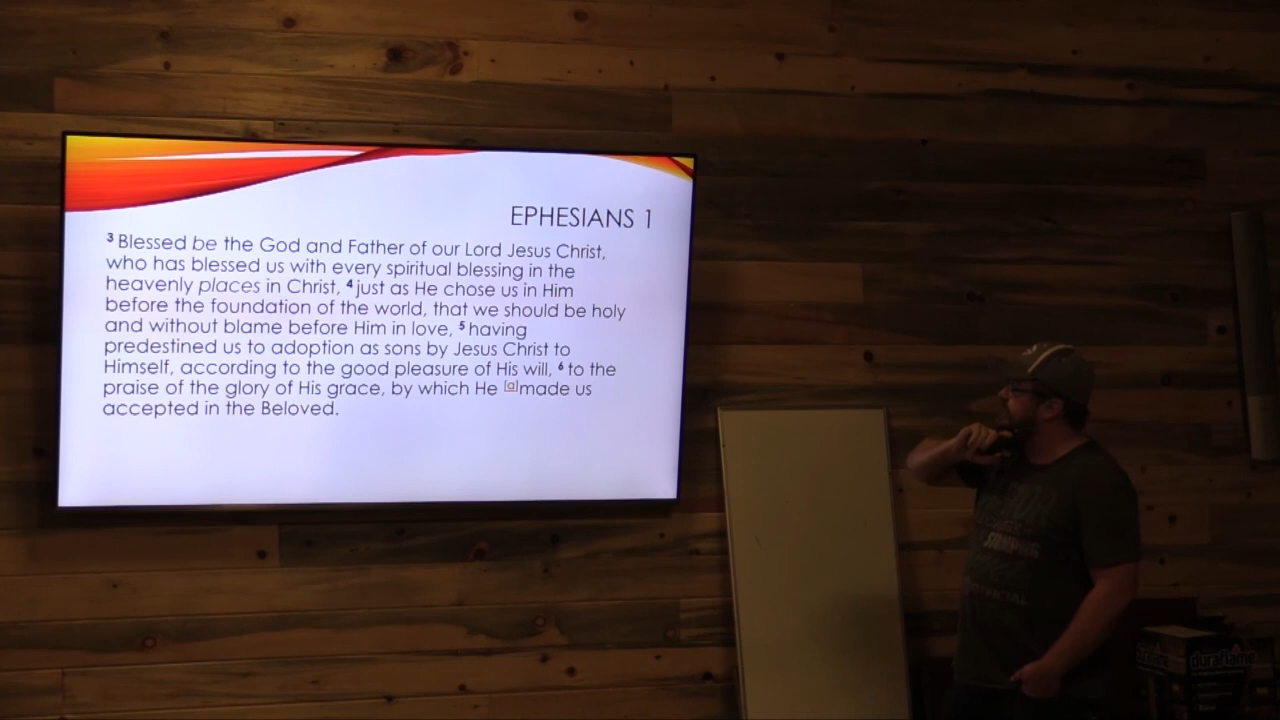 EPHESIANS 1
3 Blessed be the God and Father of our Lord Jesus Christ,
who has blessed us with every spiritual blessing in the
heavenly places in Christ, 4 just as He chose us in Him
before the foundation of the world, that we should be holy
and without blame before Him in love, 5 having
predestined us to adoption as sons by Jesus Christ to
Himself, according to the good pleasure of His will, 6 to the
praise of the glory of His grace, by which He [a]made us
accepted in the Beloved.
duraflame